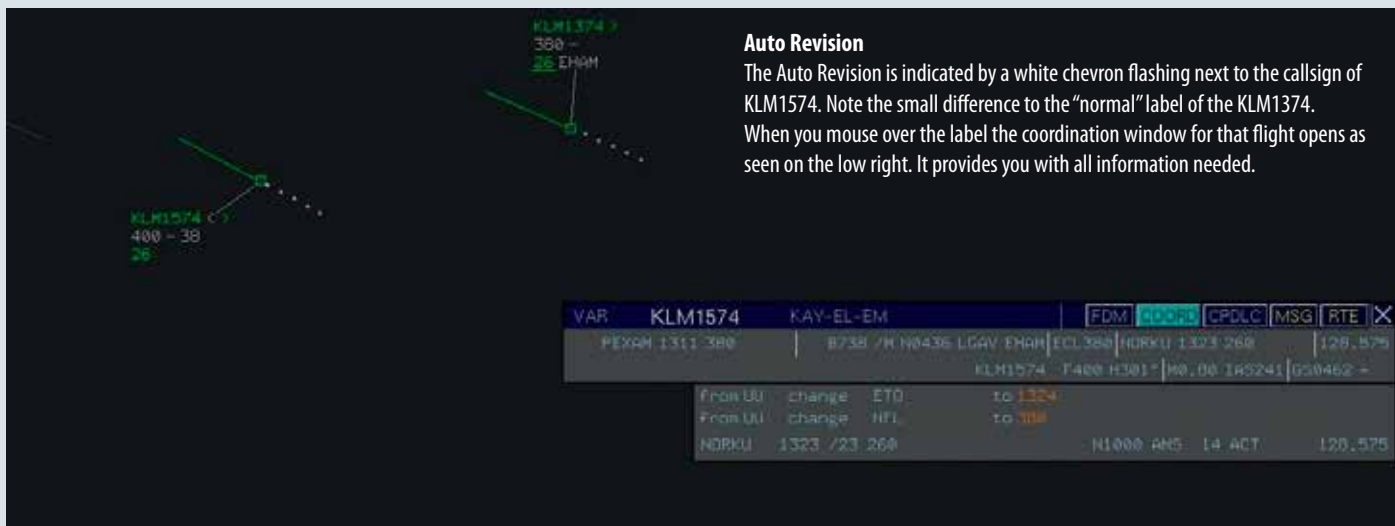 KLM1374 >
380 -
26 EHAM
Auto Revision
The Auto Revision is indicated by a white chevron flashing next to the callsign of
KLM1574. Note the small difference to the “normal” label of the KLM1374.
When you mouse over the label the coordination window for that flight opens as
seen on the low right. It provides you with all information needed.
KLM1574 < >
400 - 38
26
VAR KLM1574 KAY-EL-EM FDM COORD CPDLC MSG RTE X
PEXAM 1311 380 B738 /M N0436 LGAV EHAM ECL380 NORKU 1323 260 128.575
KLM1574 F400 H301° M0.80 IAS241 GS0462
from UU change ETO to 1324
from UU change NFL to 380
NORKU 1323 /23 260 N1000 AM5 14 ACT 128.575